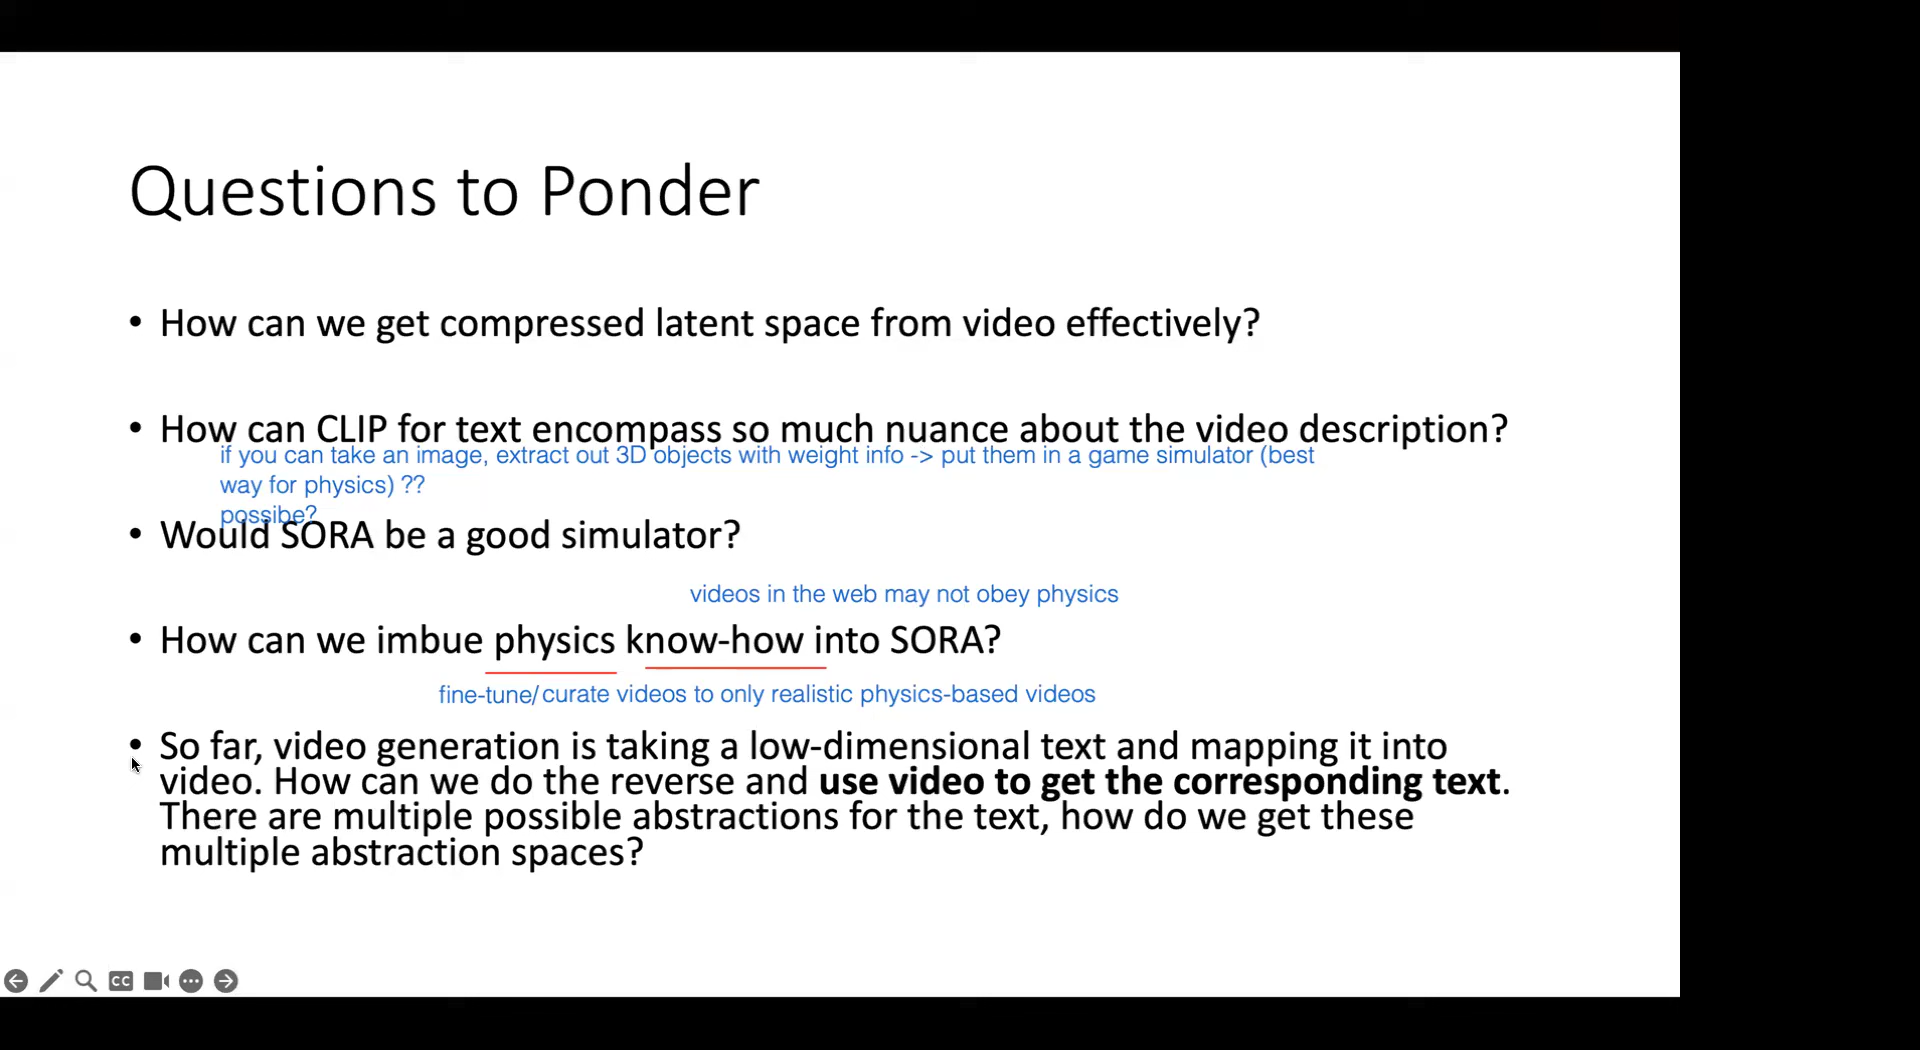 Questions to Ponder
• How can we get compressed latent space from video effectively?
• How can CLIP for text encompass so much nuance about the video description?
if you can take an image, extract out 3D objects with weight info -> put them in a game simulator (best
way for physics) ??
possibe?
• Would SORA be a good simulator?
videos in the web may not obey physics
• How can we imbue physics know-how into SORA?
fine-tune/curate videos to only realistic physics-based videos
• So far, video generation is taking a low-dimensional text and mapping it into
video. How can we do the reverse and use video to get the corresponding text.
There are multiple possible abstractions for the text, how do we get these
multiple abstraction spaces?
CC